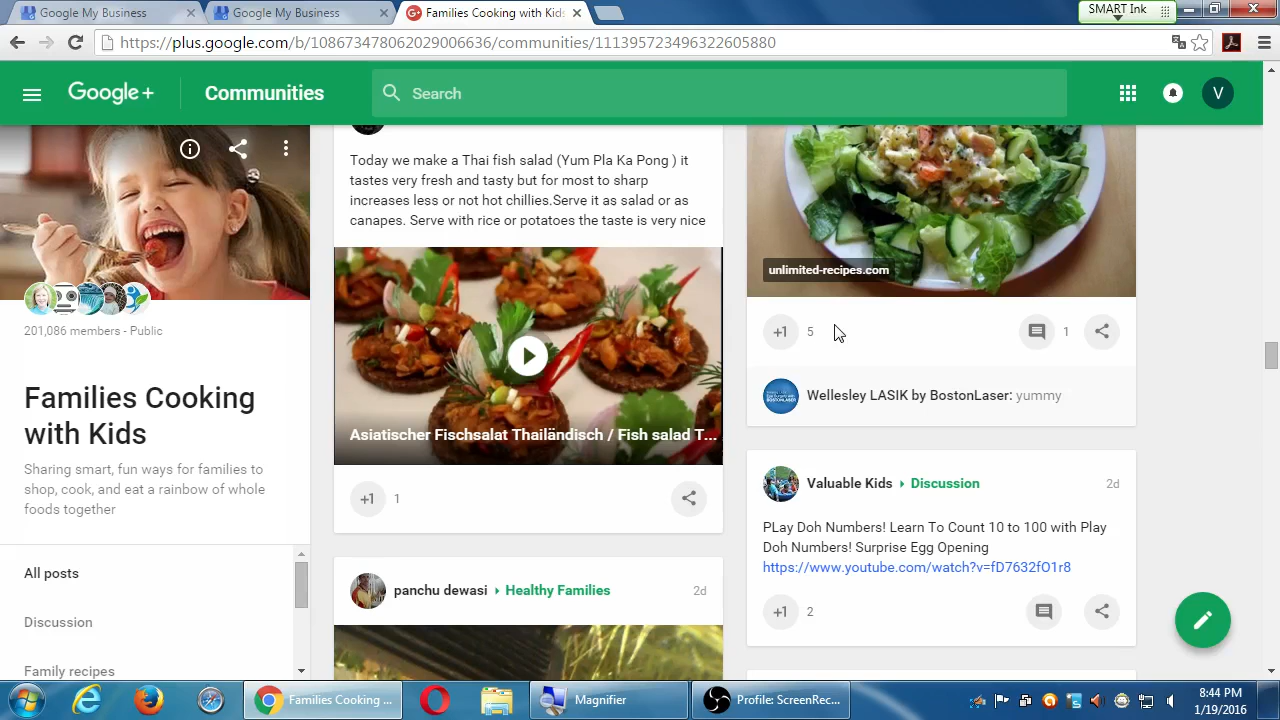 Google My Business
Google My Business
Families Cooking with Kids
SMART Ink
https://plus.google.com/b/108673478062029006636/communities/111395723496322605880
Google+
Communities
Search
V
201,086 members - Public
Families Cooking
with Kids
Sharing smart, fun ways for families to
shop, cook, and eat a rainbow of whole
foods together
All posts
Discussion
Family recipes
Today we make a Thai fish salad (Yum Pla Ka Pong ) it
tastes very fresh and tasty but for most to sharp
increases less or not hot chillies.Serve it as salad or as
canapes. Serve with rice or potatoes the taste is very nice
Asiatischer Fischsalat Thailändisch / Fish salad T...
+1 1
panchu dewasi Healthy Families 2d
unlimited-recipes.com
+1 5 1
Wellesley LASIK by BostonLaser: yummy
Valuable Kids Discussion 2d
PLay Doh Numbers! Learn To Count 10 to 100 with Play
Doh Numbers! Surprise Egg Opening
https://www.youtube.com/watch?v=fD7632fO1r8
+1 2
Families Cooking ...
Magnifier
Profile: ScreenRec...
8:44 PM
1/19/2016